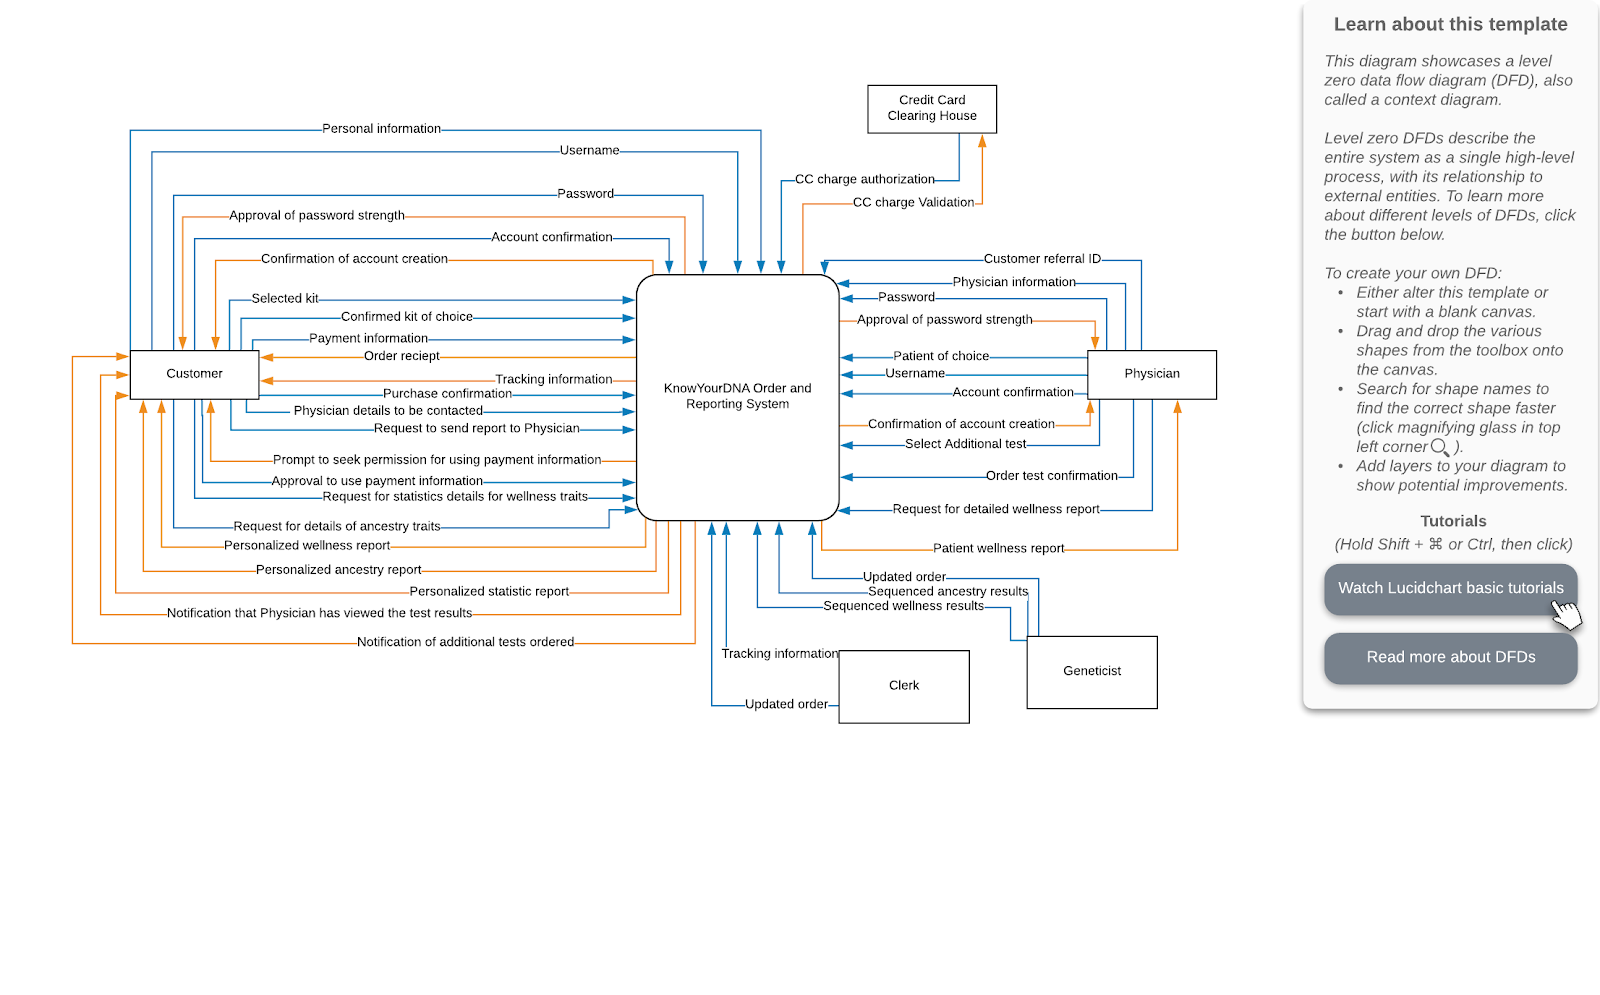 Learn about this template
This diagram showcases a level
zero data flow diagram (DFD), also
called a context diagram.
Level zero DFDs describe the
entire system as a single high-level
process, with its relationship to
external entities. To learn more
about different levels of DFDs, click
the button below.
To create your own DFD:
• Either alter this template or
start with a blank canvas.
• Drag and drop the various
shapes from the toolbox onto
the canvas.
• Search for shape names to
find the correct shape faster
(click magnifying glass in top
left corner ).
• Add layers to your diagram to
show potential improvements.
Tutorials
(Hold Shift + ⌘ or Ctrl, then click)
Watch Lucidchart basic tutorials
Read more about DFDs
Credit Card
Clearing House
Personal information
Username
Password
Approval of password strength
Account confirmation
Confirmation of account creation
Selected kit
Confirmed kit of choice
Payment information
Order reciept
Customer
Tracking information
Purchase confirmation
Physician details to be contacted
Request to send report to Physician
Prompt to seek permission for using payment information
Approval to use payment information
Request for statistics details for wellness traits
Request for details of ancestry traits
Personalized wellness report
Personalized ancestry report
Personalized statistic report
Notification that Physician has viewed the test results
Notification of additional tests ordered
KnowYourDNA Order and
Reporting System
CC charge authorization
CC charge Validation
Customer referral ID
Physician information
Password
Approval of password strength
Patient of choice
Username
Physician
Account confirmation
Confirmation of account creation
Select Additional test
Order test confirmation
Request for detailed wellness report
Patient wellness report
Updated order
Sequenced ancestry results
Sequenced wellness results
Tracking information
Geneticist
Clerk
Updated order